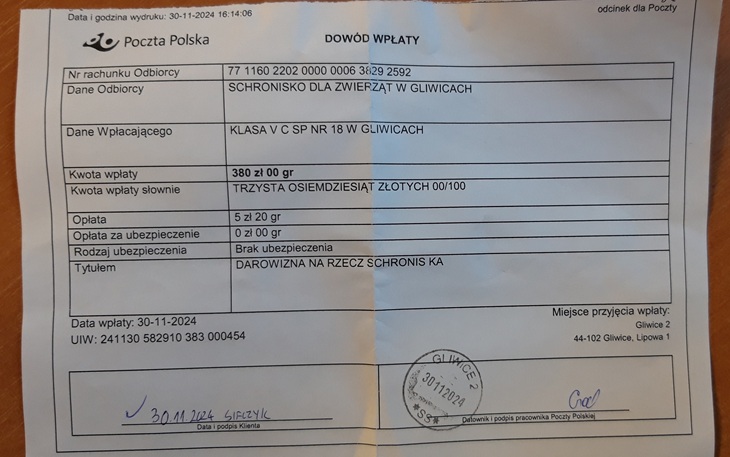 Data i godzina wydruku: 30-11-2024 16:14:06
odcinek dla Poczty
Poczta Polska
DOWÓD WPŁATY
Nr rachunku Odbiorcy 77 1160 2202 0000 0006 3829 2592
Dane Odbiorcy SCHRONISKO DLA ZWIERZĄT W GLIWICACH
Dane Wpłacającego KLASA V C SP NR 18 W GLIWICACH
Kwota wpłaty 380 zł 00 gr
Kwota wpłaty słownie TRZYSTA OSIEMDZIESIĄT ZŁOTYCH 00/100
Opłata 5 zł 20 gr
Opłata za ubezpieczenie 0 zł 00 gr
Rodzaj ubezpieczenia Brak ubezpieczenia
Tytułem DAROWIZNA NA RZECZ SCHRONIS KA
Data wpłaty: 30-11-2024
UIW: 241130 582910 383 000454
Miejsce przyjęcia wpłaty:
Gliwice 2
44-102 Gliwice, Lipowa 1
30.11.2024 SIELCZYK
Data i podpis Klienta
GLIWICE 2
30112024
*SS*
Datownik i podpis pracownika Poczty Polskiej